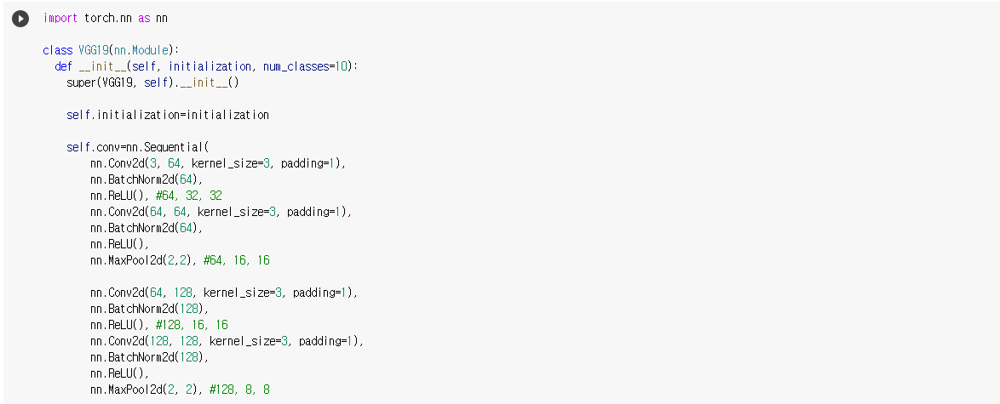 import torch.nn as nn
class VGG19(nn.Module):
def __init__(self, initialization, num_classes=10):
super(VGG19, self).__init__()
self.initialization=initialization
self.conv=nn.Sequential(
nn.Conv2d(3, 64, kernel_size=3, padding=1),
nn.BatchNorm2d(64),
nn.ReLU(), #64, 32, 32
nn.Conv2d(64, 64, kernel_size=3, padding=1),
nn.BatchNorm2d(64),
nn.ReLU(),
nn.MaxPool2d(2,2), #64, 16, 16
nn.Conv2d(64, 128, kernel_size=3, padding=1),
nn.BatchNorm2d(128),
nn.ReLU(), #128, 16, 16
nn.Conv2d(128, 128, kernel_size=3, padding=1),
nn.BatchNorm2d(128),
nn.ReLU(),
nn.MaxPool2d(2, 2), #128, 8, 8